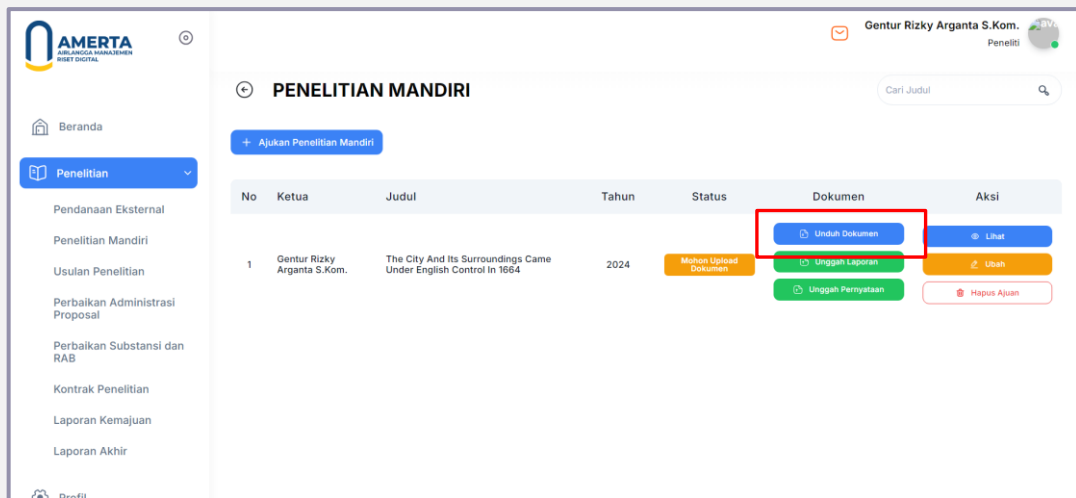 AMERTA
AIRLANGGA MANAJEMEN
RISET DIGITAL
Gentur Rizky Arganta S.Kom.
Peneliti
PENELITIAN MANDIRI
Cari Judul
+ Ajukan Penelitian Mandiri
Beranda
Penelitian
Pendanaan Eksternal
Penelitian Mandiri
Usulan Penelitian
Perbaikan Administrasi
Proposal
Perbaikan Substansi dan
RAB
Kontrak Penelitian
Laporan Kemajuan
Laporan Akhir
Profil
No Ketua Judul Tahun Status Dokumen Aksi
1
Gentur Rizky
Arganta S.Kom.
The City And Its Surroundings Came
Under English Control In 1664
2024
Mohon Upload
Dokumen
Unduh Dokumen
Unggah Laporan
Unggah Pernyataan
Lihat
Ubah
Hapus Ajuan